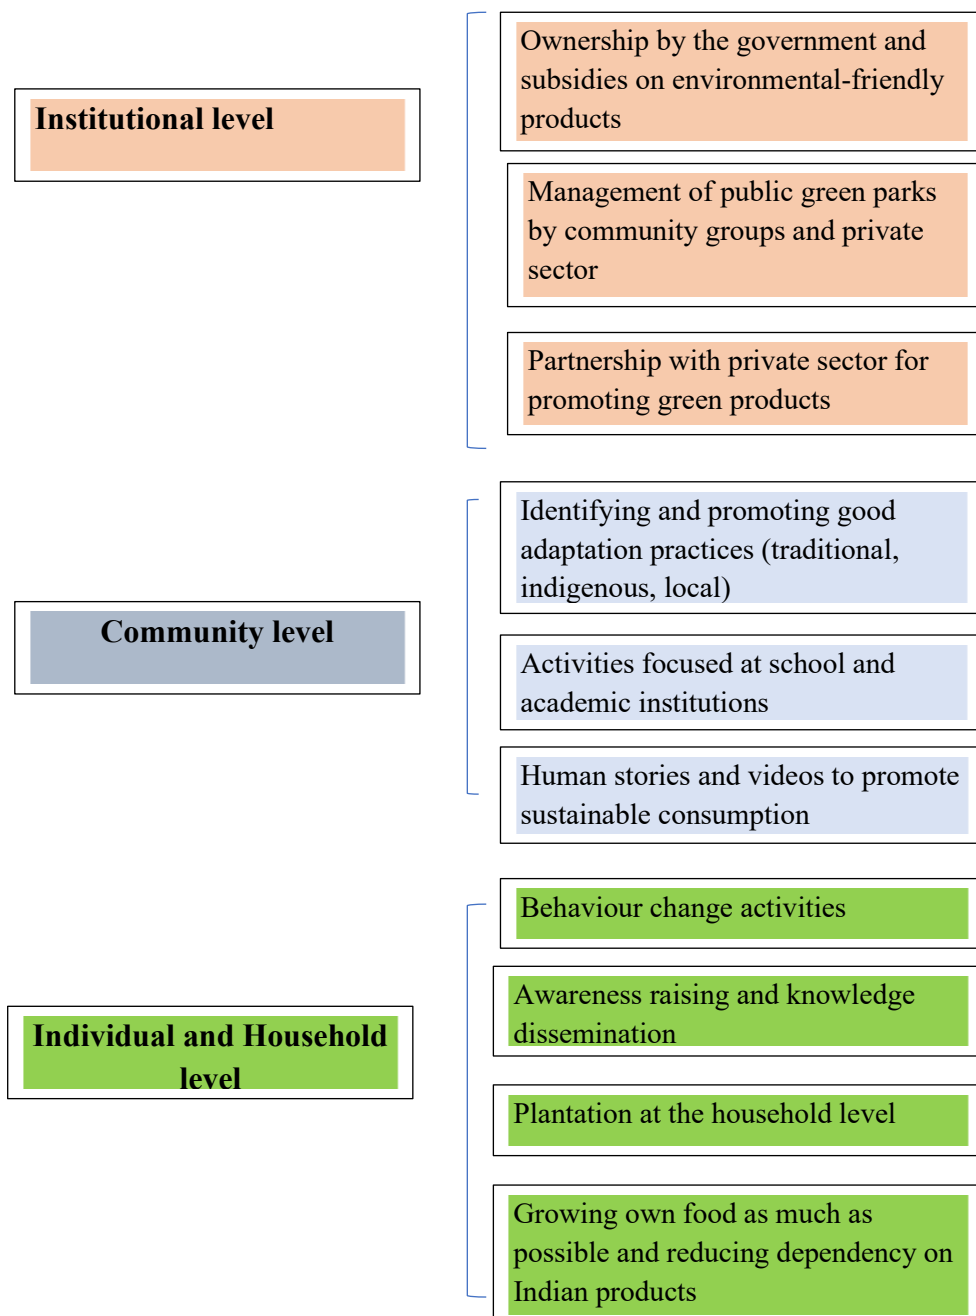 Institutional level
Ownership by the government and
subsidies on environmental-friendly
products
Management of public green parks
by community groups and private
sector
Partnership with private sector for
promoting green products
Community level
Identifying and promoting good
adaptation practices (traditional,
indigenous, local)
Activities focused at school and
academic institutions
Human stories and videos to promote
sustainable consumption
Individual and Household
level
Behaviour change activities
Awareness raising and knowledge
dissemination
Plantation at the household level
Growing own food as much as
possible and reducing dependency on
Indian products